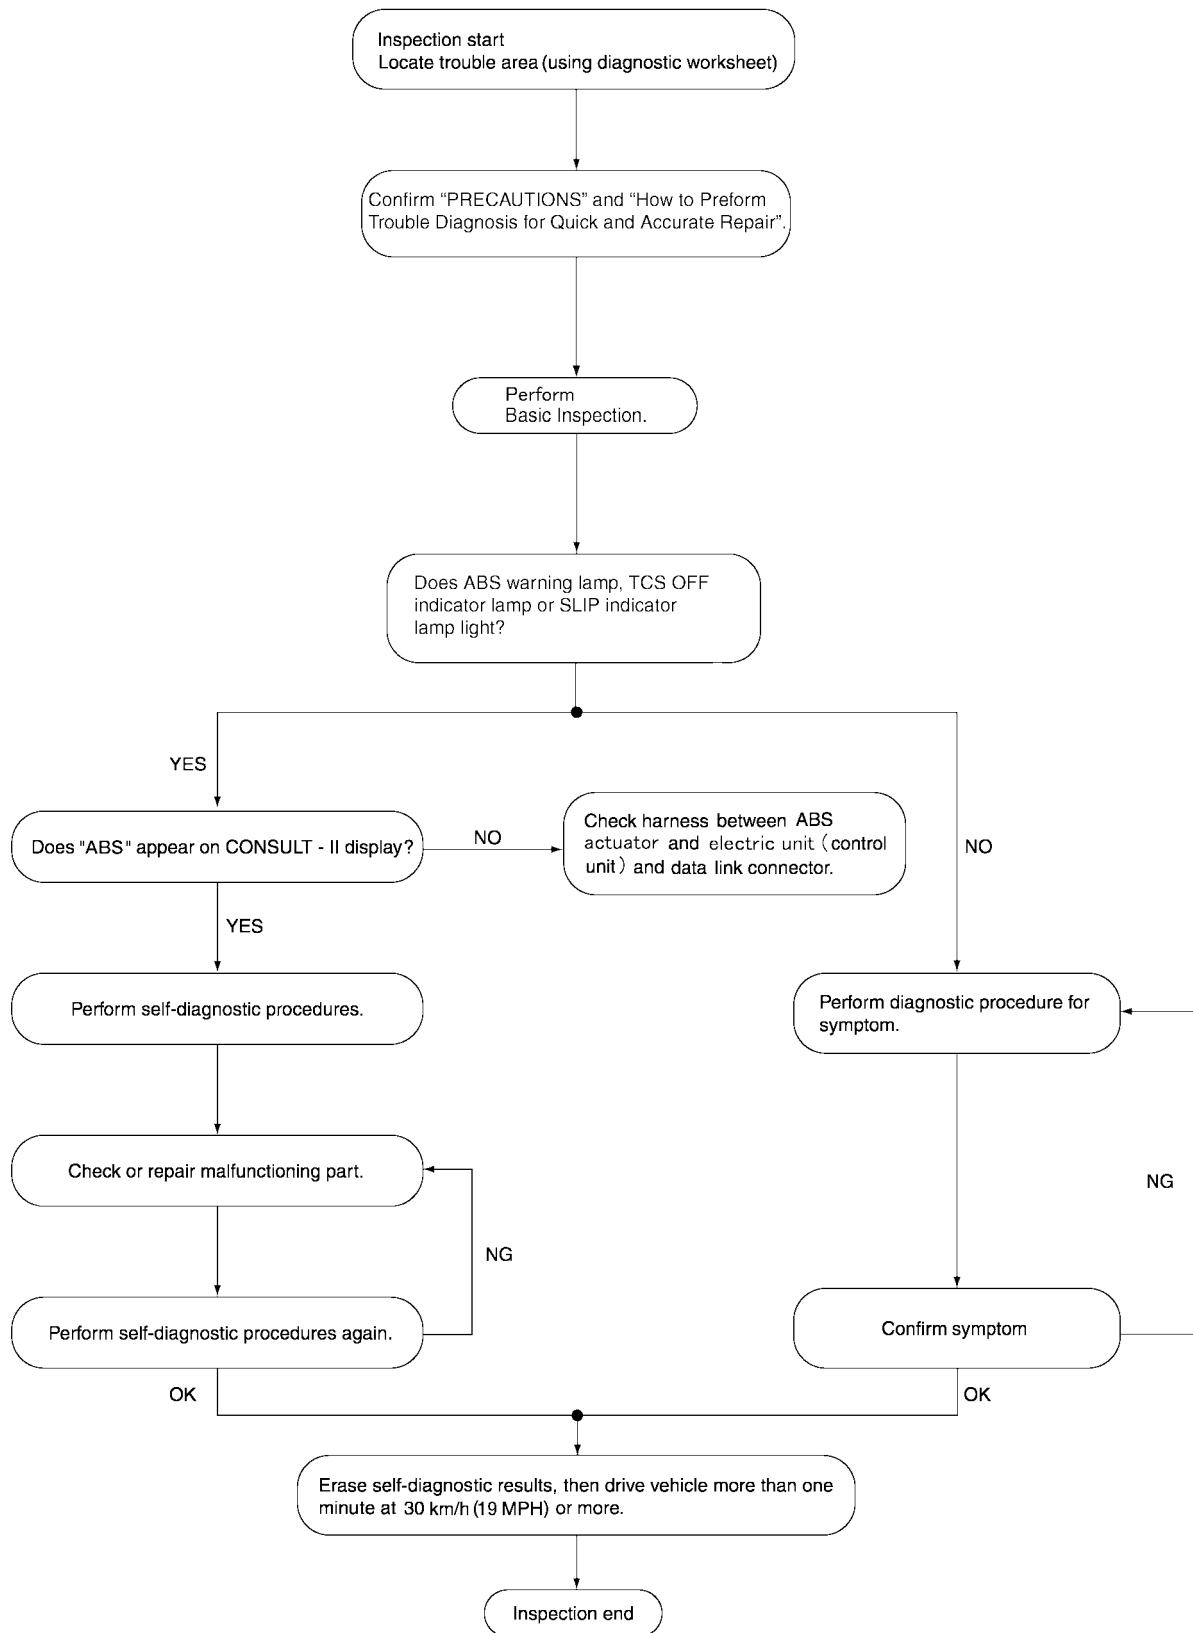 Inspection start
Locate trouble area (using diagnostic worksheet)
Confirm “PRECAUTIONS” and “How to Preform
Trouble Diagnosis for Quick and Accurate Repair”.
Perform
Basic Inspection.
Does ABS warning lamp, TCS OFF
indicator lamp or SLIP indicator
lamp light?
YES
NO
Does "ABS" appear on CONSULT - II display?
NO
Check harness between ABS
actuator and electric unit (control
unit) and data link connector.
YES
Perform self-diagnostic procedures.
Perform diagnostic procedure for
symptom.
Check or repair malfunctioning part.
NG
NG
Perform self-diagnostic procedures again.
Confirm symptom
OK
OK
Erase self-diagnostic results, then drive vehicle more than one
minute at 30 km/h (19 MPH) or more.
Inspection end